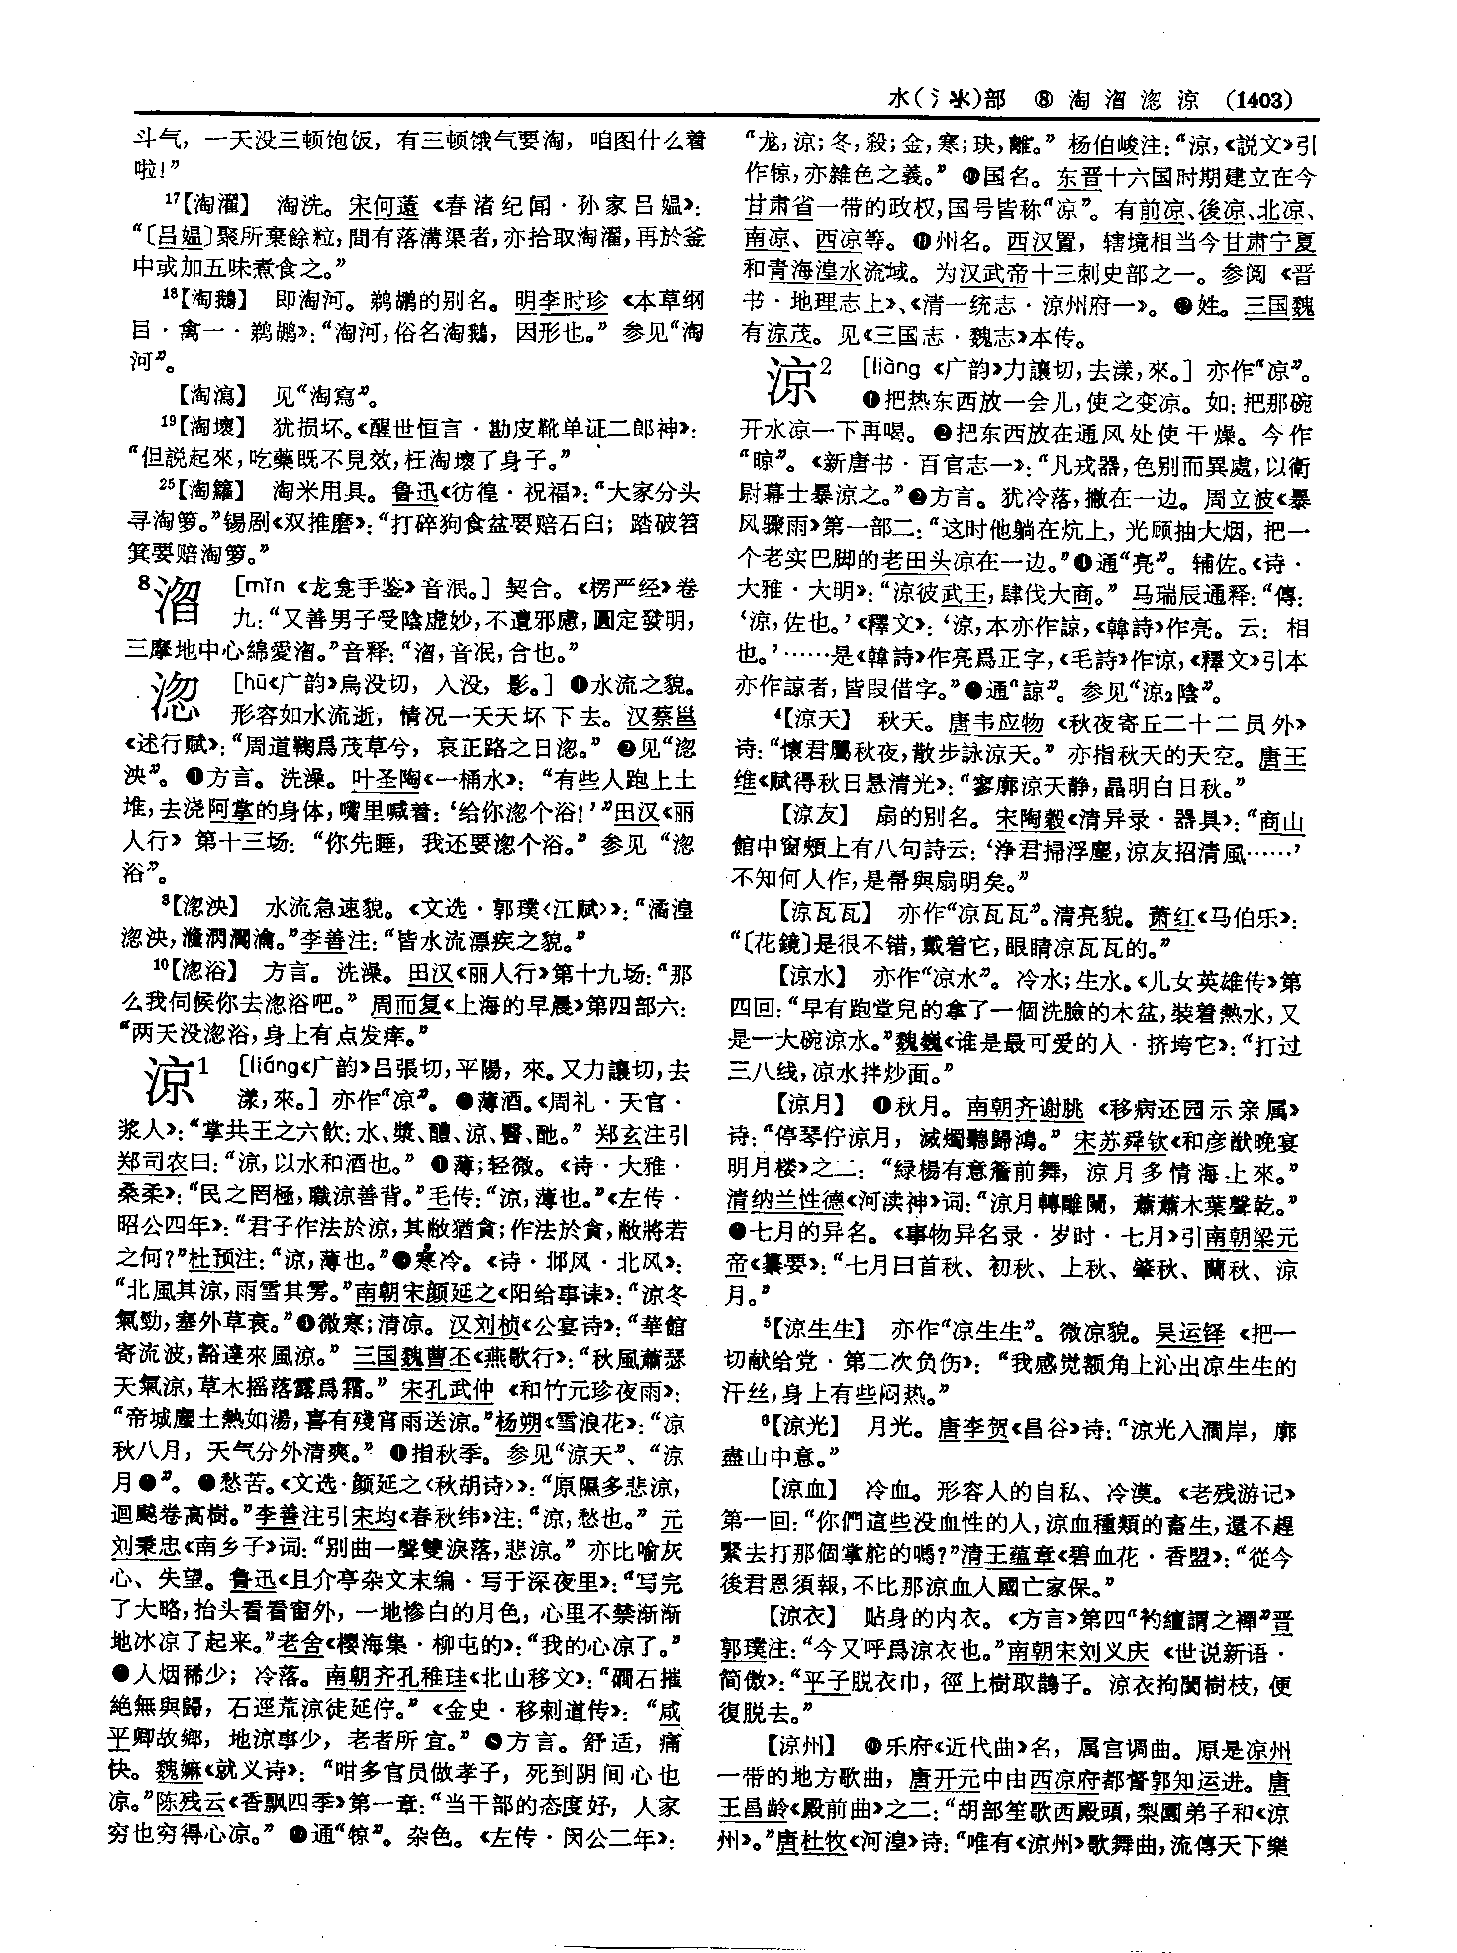 水(氵氺)部 ⑧ 淘 湣 淴 涼 (1403)
斗气，一天没三顿饱饭，有三顿饿气要淘，咱图什么着
啦！”
17【淘濯】 淘洗。宋何薳《春渚纪闻·孙家吕媪》：
“〔吕媪〕聚所棄餘粒，間有落溝渠者，亦拾取淘濯，再於釜
中或加五味煮食之。”
18【淘鵝】 即淘河。鹈鹕的别名。明李时珍《本草纲
目·禽一·鹈鹕》：“淘河，俗名淘鵝，因形也。”参见“淘
河”。
【淘瀉】 见“淘寫”。
19【淘壞】 犹损坏。《醒世恒言·勘皮靴单证二郎神》：
“但説起來，吃藥既不見效，枉淘壞了身子。”
25【淘籮】 淘米用具。鲁迅《彷徨·祝福》：“大家分头
寻淘箩。”锡剧《双推磨》：“打碎狗食盆要赔石臼；踏破笤
箕要赔淘箩。”
8湣 [mǐn《龙龛手鉴》音泯。] 契合。《楞严经》卷
九：“又善男子受陰虚妙，不遭邪慮，圓定發明，
三摩地中心綿愛湣。”音释：“湣，音泯，合也。”
淴 [hū《广韵》烏没切，入没，影。] ❶水流之貌。
形容如水流逝，情况一天天坏下去。汉蔡邕
《述行赋》：“周道鞠爲茂草兮，哀正路之日淴。”❷见“淴
泱”。❶方言。洗澡。叶圣陶《一桶水》：“有些人跑上土
堆，去浇阿掌的身体，嘴里喊着：‘给你淴个浴！’”田汉《丽
人行》第十三场：“你先睡，我还要淴个浴。”参见“淴
浴”。
8【淴泱】 水流急速貌。《文选·郭璞〈江赋〉》：“潏湟
淴泱，瀖泋瀾瀹。”李善注：“皆水流漂疾之貌。”
10【淴浴】 方言。洗澡。田汉《丽人行》第十九场：“那
么我伺候你去淴浴吧。”周而复《上海的早晨》第四部六：
“两天没淴浴，身上有点发痒。”
涼1 [liáng《广韵》吕張切，平陽，來。又力讓切，去
漾，來。] 亦作“凉”。●薄酒。《周礼·天官·
浆人》：“掌共王之六飲：水、漿、醴、涼、醫、酏。”郑玄注引
郑司农曰：“涼，以水和酒也。”❶薄；轻微。《诗·大雅·
桑柔》：“民之罔極，職涼善背。”毛传：“涼，薄也。”《左传·
昭公四年》：“君子作法於涼，其敝猶貪；作法於貪，敝將若
之何？”杜预注：“涼，薄也。”●寒冷。《诗·邶风·北风》：
“北風其涼，雨雪其雱。”南朝宋颜延之《阳给事诔》：“涼冬
氣勁，塞外草衰。”❶微寒；清凉。汉刘桢《公宴诗》：“華館
寄流波，豁達來風涼。”三国魏曹丕《燕歌行》：“秋風蕭瑟
天氣涼，草木摇落露爲霜。”宋孔武仲《和竹元珍夜雨》：
“帝城塵土熱如湯，喜有殘宵雨送涼。”杨朔《雪浪花》：“凉
秋八月，天气分外清爽。”❶指秋季。参见“涼天”、“涼
月●”。●愁苦。《文选·颜延之〈秋胡诗〉》：“原隰多悲涼，
迴飈卷高樹。”李善注引宋均《春秋纬》注：“涼，愁也。”元
刘秉忠《南乡子》词：“别曲一聲雙淚落，悲涼。”亦比喻灰
心、失望。鲁迅《且介亭杂文末编·写于深夜里》：“写完
了大略，抬头看看窗外，一地惨白的月色，心里不禁渐渐
地冰凉了起来。”老舍《樱海集·柳屯的》：“我的心凉了。”
●人烟稀少；冷落。南朝齐孔稚珪《北山移文》：“礀石摧
絶無與歸，石逕荒涼徒延佇。”《金史·移剌道传》：“咸
平卿故鄉，地涼事少，老者所宜。”❾方言。舒适，痛
快。魏嫲《就义诗》：“咁多官员做孝子，死到阴间心也
凉。”陈残云《香飘四季》第一章：“当干部的态度好，人家
穷也穷得心凉。”❿通“㹁”。杂色。《左传·闵公二年》：
“龙，涼；冬，殺；金，寒；玦，離。”杨伯峻注：“涼，《説文》引
作㹁，亦雜色之義。”❿国名。东晋十六国时期建立在今
甘肃省一带的政权，国号皆称“凉”。有前凉、後凉、北凉、
南凉、西凉等。⓫州名。西汉置，辖境相当今甘肃宁夏
和青海湟水流域。为汉武帝十三刺史部之一。参阅《晋
书·地理志上》、《清一统志·涼州府一》。⓬姓。三国魏
有涼茂。见《三国志·魏志》本传。
涼2 [liàng《广韵》力讓切，去漾，來。] 亦作“凉”。
❶把热东西放一会儿，使之变凉。如：把那碗
开水凉一下再喝。❷把东西放在通风处使干燥。今作
“晾”。《新唐书·百官志一》：“凡戎器，色别而異處，以衛
尉幕士暴涼之。”❷方言。犹冷落，撇在一边。周立波《暴
风骤雨》第一部二：“这时他躺在炕上，光顾抽大烟，把一
个老实巴脚的老田头凉在一边。”❶通“亮”。辅佐。《诗·
大雅·大明》：“涼彼武王，肆伐大商。”马瑞辰通释：“傳：
‘涼，佐也。’《釋文》：‘涼，本亦作諒，《韓詩》作亮。云：相
也。’……是《韓詩》作亮爲正字，《毛詩》作涼，《釋文》引本
亦作諒者，皆叚借字。”●通“諒”。参见“涼2陰”。
4【涼天】 秋天。唐韦应物《秋夜寄丘二十二员外》
诗：“懷君屬秋夜，散步詠涼天。”亦指秋天的天空。唐王
维《赋得秋日悬清光》：“寥廓涼天静，晶明白日秋。”
【涼友】 扇的别名。宋陶穀《清异录·器具》：“商山
館中窗頰上有八句詩云：‘浄君掃浮塵，涼友招清風……’
不知何人作，是帚與扇明矣。”
【涼瓦瓦】 亦作“凉瓦瓦”。清亮貌。萧红《马伯乐》：
“〔花鏡〕是很不错，戴着它，眼睛凉瓦瓦的。”
【涼水】 亦作“凉水”。冷水；生水。《儿女英雄传》第
四回：“早有跑堂兒的拿了一個洗臉的木盆，装着熱水，又
是一大碗涼水。”魏巍《谁是最可爱的人·挤垮它》：“打过
三八线，凉水拌炒面。”
【涼月】 ❶秋月。南朝齐谢朓《移病还园示亲属》
诗：“停琴佇涼月，滅燭聽歸鴻。”宋苏舜钦《和彦猷晚宴
明月楼》之二：“緑楊有意簷前舞，涼月多情海上來。”
清纳兰性德《河渎神》词：“涼月轉雕闌，蕭蕭木葉聲乾。”
●七月的异名。《事物异名录·岁时·七月》引南朝梁元
帝《纂要》：“七月曰首秋、初秋、上秋、肇秋、蘭秋、涼
月。”
5【涼生生】 亦作“凉生生”。微凉貌。吴运铎《把一
切献给党·第二次负伤》：“我感觉额角上沁出凉生生的
汗丝，身上有些闷热。”
6【涼光】 月光。唐李贺《昌谷》诗：“涼光入澗岸，廓
盡山中意。”
【涼血】 冷血。形容人的自私、冷漠。《老残游记》
第一回：“你們這些没血性的人，涼血種類的畜生，還不趕
緊去打那個掌舵的嗎？”清王蕴章《碧血花·香盟》：“從今
後君恩須報，不比那涼血人國亡家保。”
【涼衣】 贴身的内衣。《方言》第四“衿繵謂之襌”晋
郭璞注：“今又呼爲涼衣也。”南朝宋刘义庆《世说新语·
简傲》：“平子脱衣巾，徑上樹取鵲子。涼衣拘閡樹枝，便
復脱去。”
【涼州】 ❿乐府《近代曲》名，属宫调曲。原是凉州
一带的地方歌曲，唐开元中由西凉府都督郭知运进。唐
王昌龄《殿前曲》之二：“胡部笙歌西殿頭，梨園弟子和《涼
州》。”唐杜牧《河湟》诗：“唯有《涼州》歌舞曲，流傳天下樂